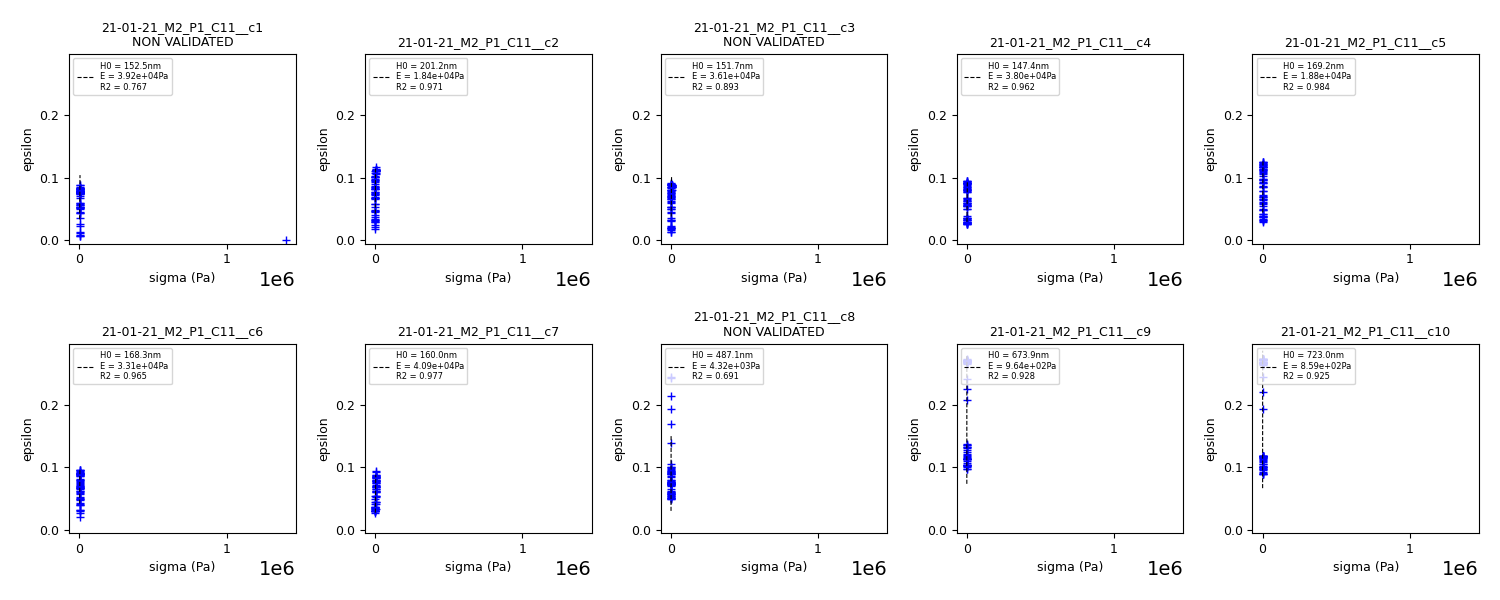 21-01-21_M2_P1_C11__c1
NON VALIDATED
H0 = 152.5nm
E = 3.92e+04Pa
R2 = 0.767
epsilon
0.2
0.1
0.0
0
1
sigma (Pa)
1e6
21-01-21_M2_P1_C11__c2
H0 = 201.2nm
E = 1.84e+04Pa
R2 = 0.971
epsilon
0.2
0.1
0.0
0
1
sigma (Pa)
1e6
21-01-21_M2_P1_C11__c3
NON VALIDATED
H0 = 151.7nm
E = 3.61e+04Pa
R2 = 0.893
epsilon
0.2
0.1
0.0
0
1
sigma (Pa)
1e6
21-01-21_M2_P1_C11__c4
H0 = 147.4nm
E = 3.80e+04Pa
R2 = 0.962
epsilon
0.2
0.1
0.0
0
1
sigma (Pa)
1e6
21-01-21_M2_P1_C11__c5
H0 = 169.2nm
E = 1.88e+04Pa
R2 = 0.984
epsilon
0.2
0.1
0.0
0
1
sigma (Pa)
1e6
21-01-21_M2_P1_C11__c6
H0 = 168.3nm
E = 3.31e+04Pa
R2 = 0.965
epsilon
0.2
0.1
0.0
0
1
sigma (Pa)
1e6
21-01-21_M2_P1_C11__c7
H0 = 160.0nm
E = 4.09e+04Pa
R2 = 0.977
epsilon
0.2
0.1
0.0
0
1
sigma (Pa)
1e6
21-01-21_M2_P1_C11__c8
NON VALIDATED
H0 = 487.1nm
E = 4.32e+03Pa
R2 = 0.691
epsilon
0.2
0.1
0.0
0
1
sigma (Pa)
1e6
21-01-21_M2_P1_C11__c9
H0 = 673.9nm
E = 9.64e+02Pa
R2 = 0.928
epsilon
0.2
0.1
0.0
0
1
sigma (Pa)
1e6
21-01-21_M2_P1_C11__c10
H0 = 723.0nm
E = 8.59e+02Pa
R2 = 0.925
epsilon
0.2
0.1
0.0
0
1
sigma (Pa)
1e6